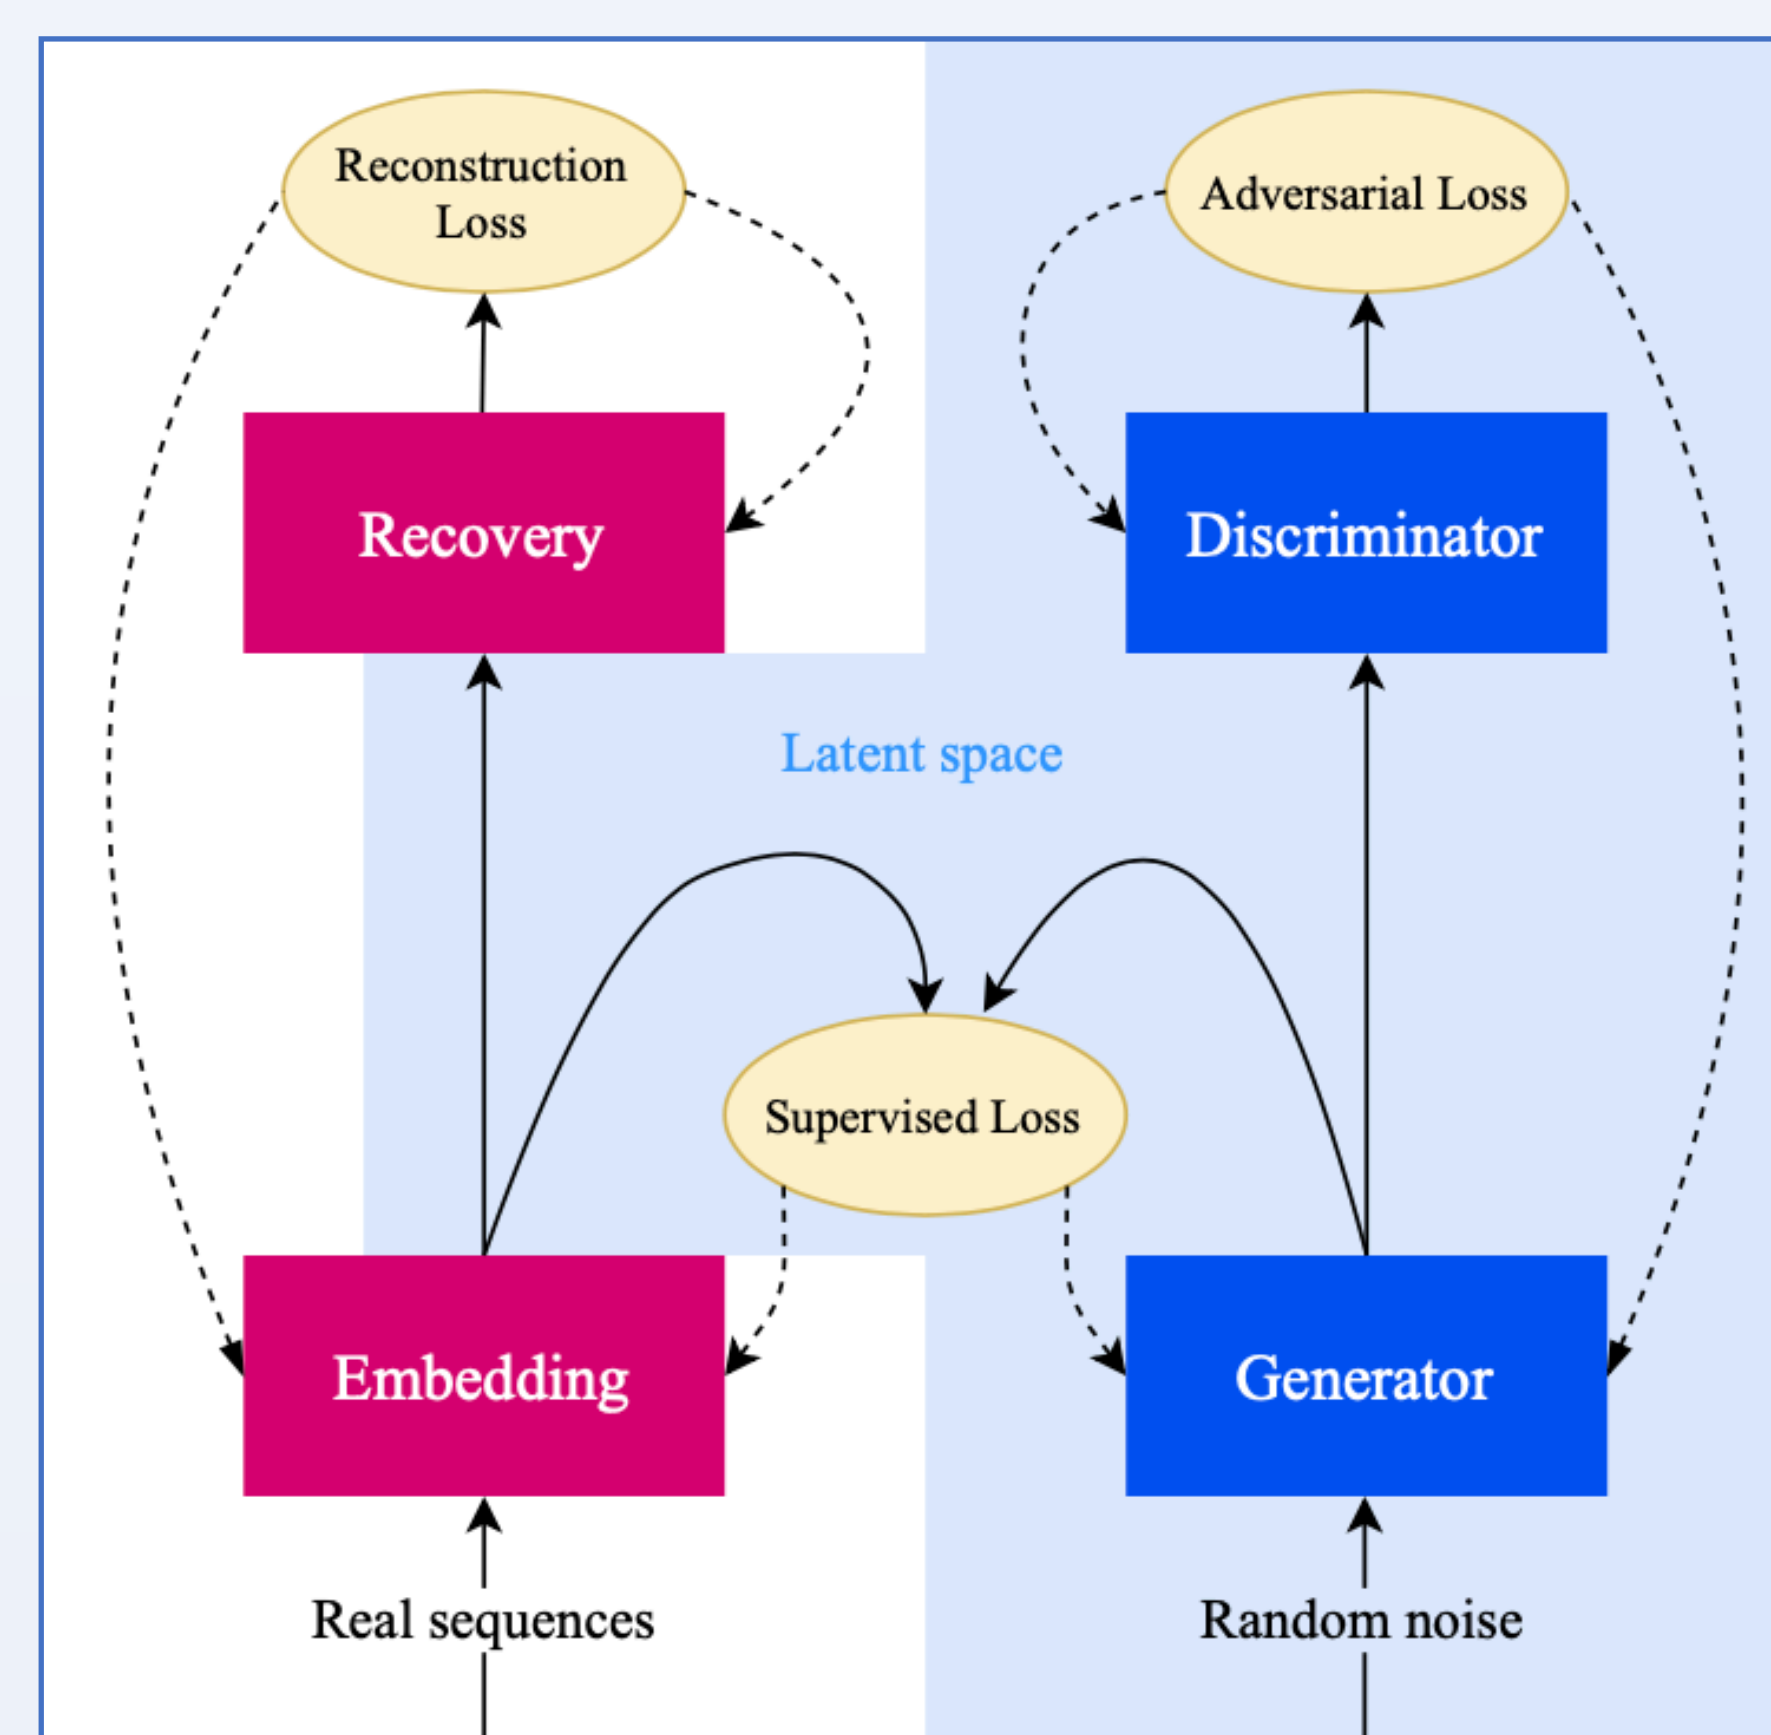 Reconstruction
Loss
Adversarial Loss
Recovery
Discriminator
Latent space
Supervised Loss
Embedding
Generator
Real sequences
Random noise